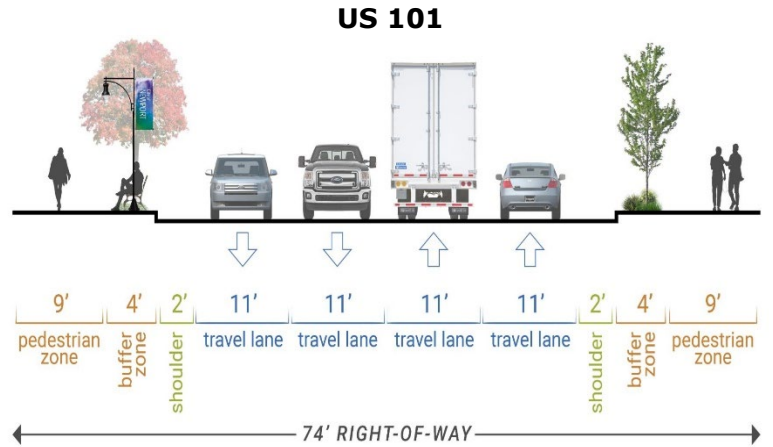 US 101
NEWPORT
9’ 4’ 2’ 11’ 11’ 11’ 11’ 2’ 4’ 9’
pedestrian zone
buffer zone
shoulder
travel lane
travel lane
travel lane
travel lane
shoulder
buffer zone
pedestrian zone
74’ RIGHT-OF-WAY